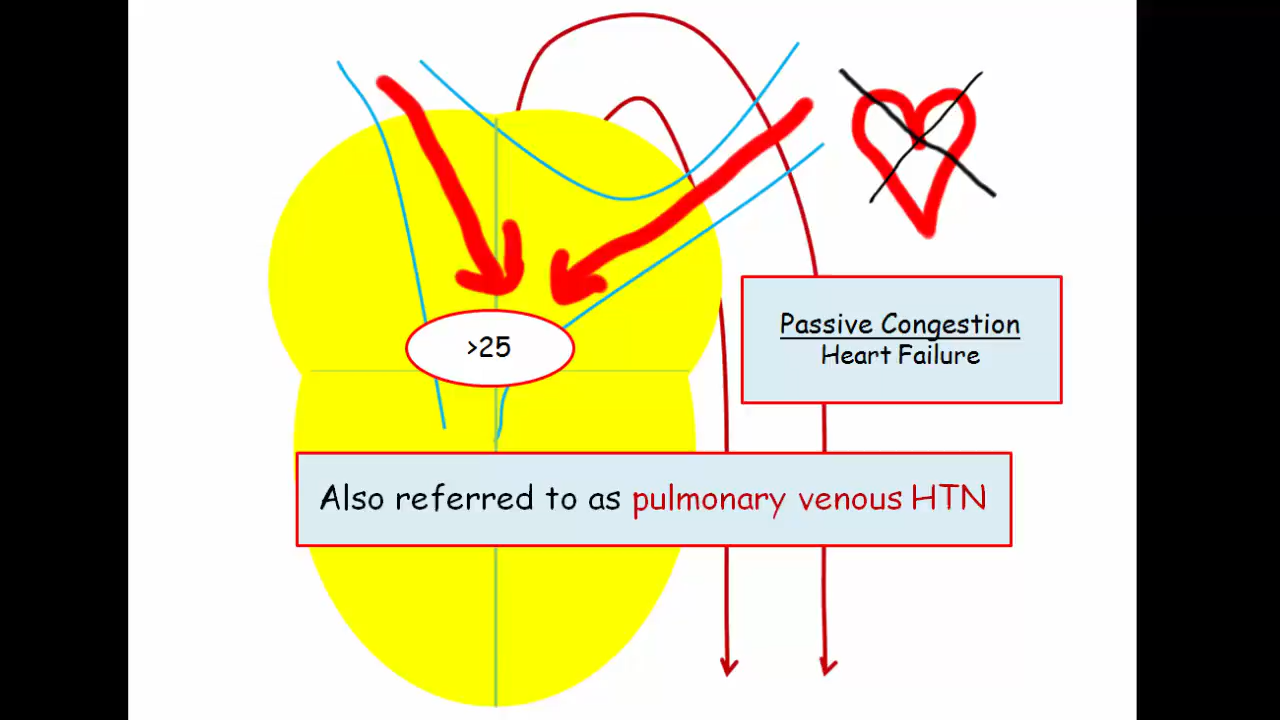 Passive Congestion
Heart Failure
>25
Also referred to as pulmonary venous HTN